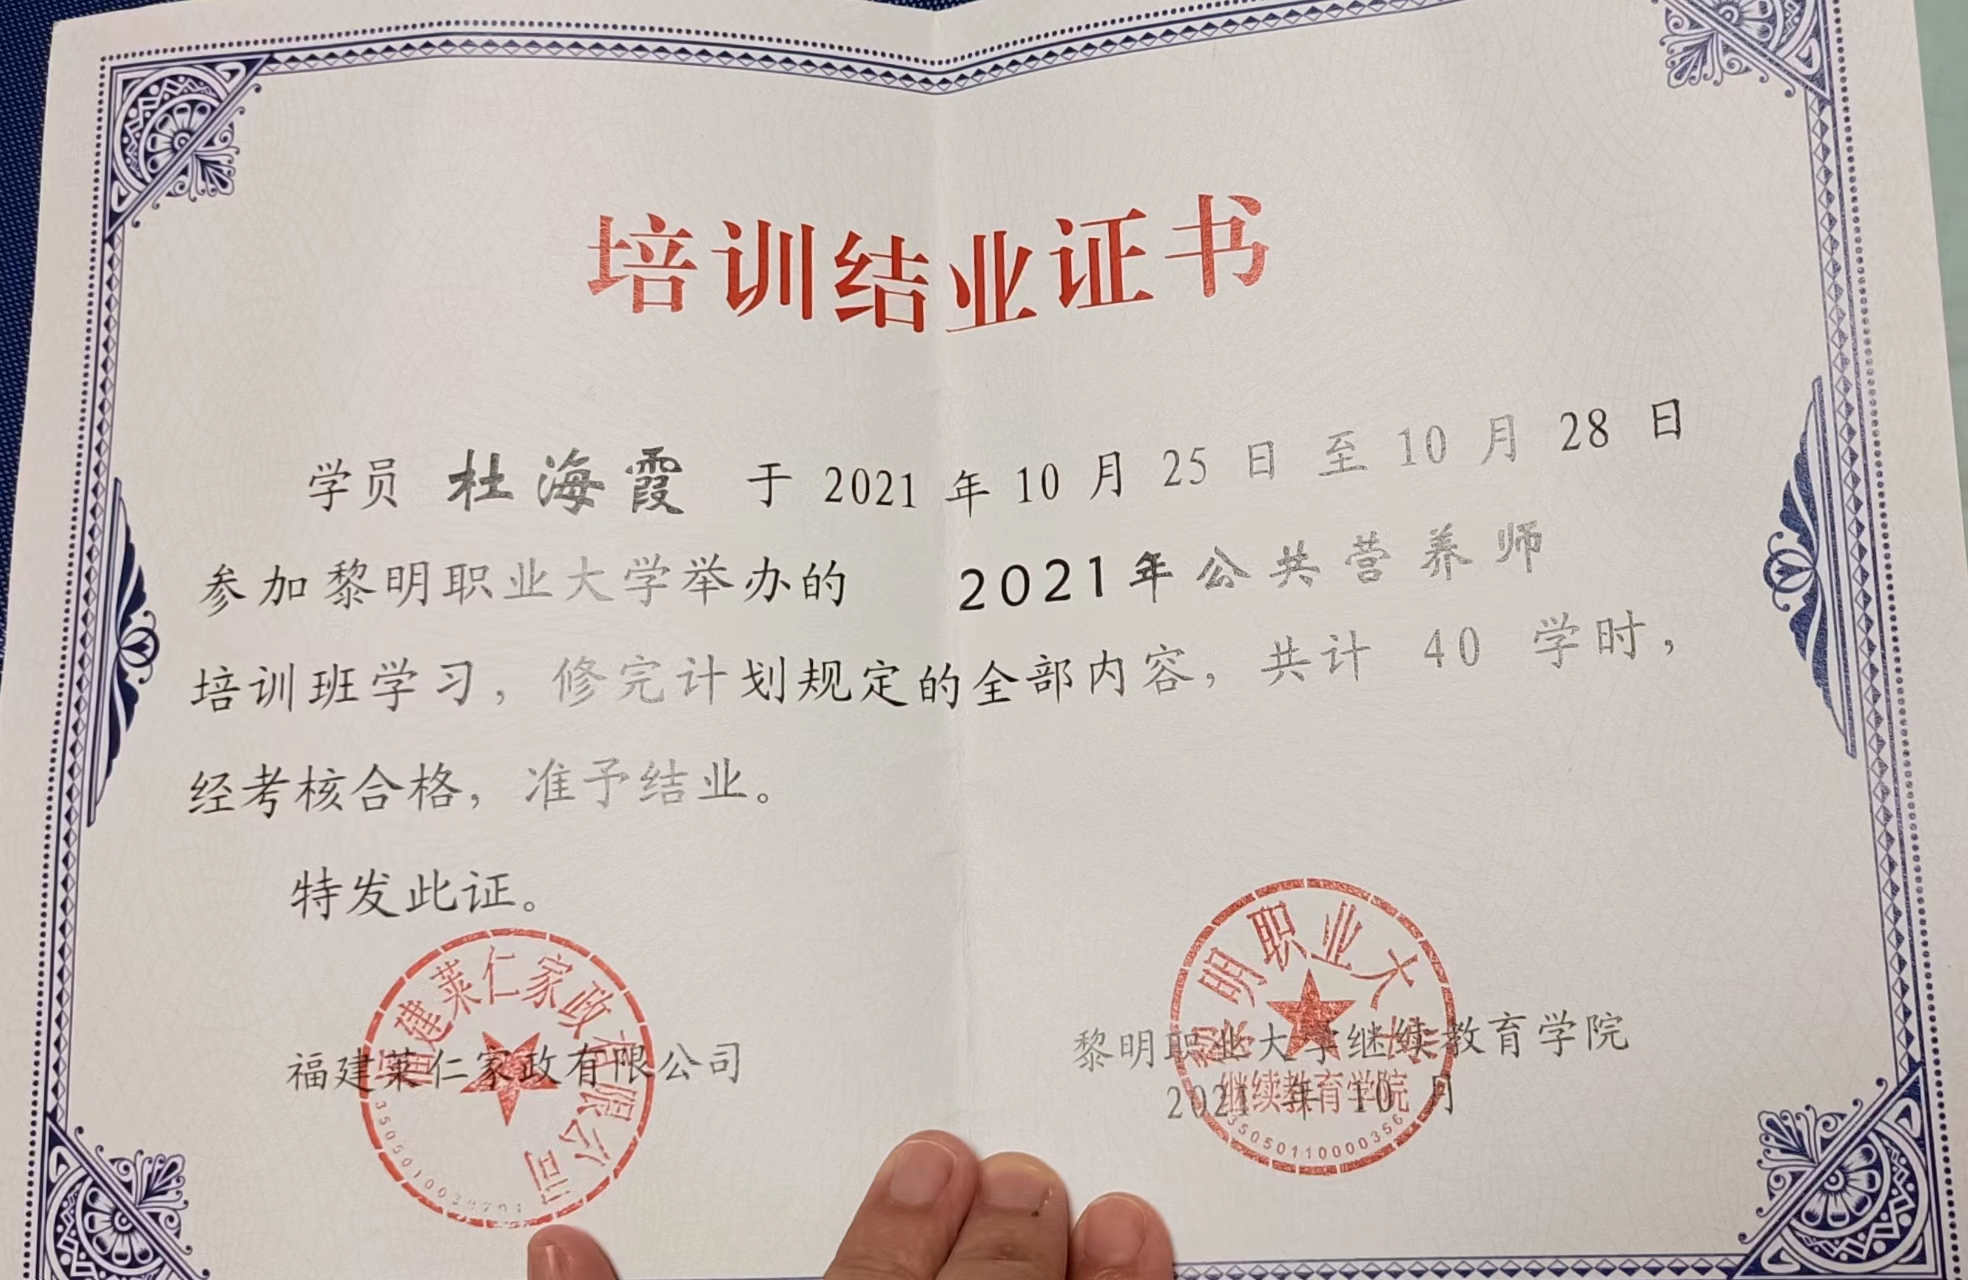 培训结业证书
学员 杜海霞 于 2021 年 10 月 25 日 至 10 月 28 日
参加黎明职业大学举办的 2021年公共营养师
培训班学习，修完计划规定的全部内容，共计 40 学时，
经考核合格，准予结业。
特发此证。
福建莱仁家政有限公司
福建莱仁家政有限公司
黎明职业大学
黎明职业大学继续教育学院
继续教育学院
2021 年 10 月
35050110000356